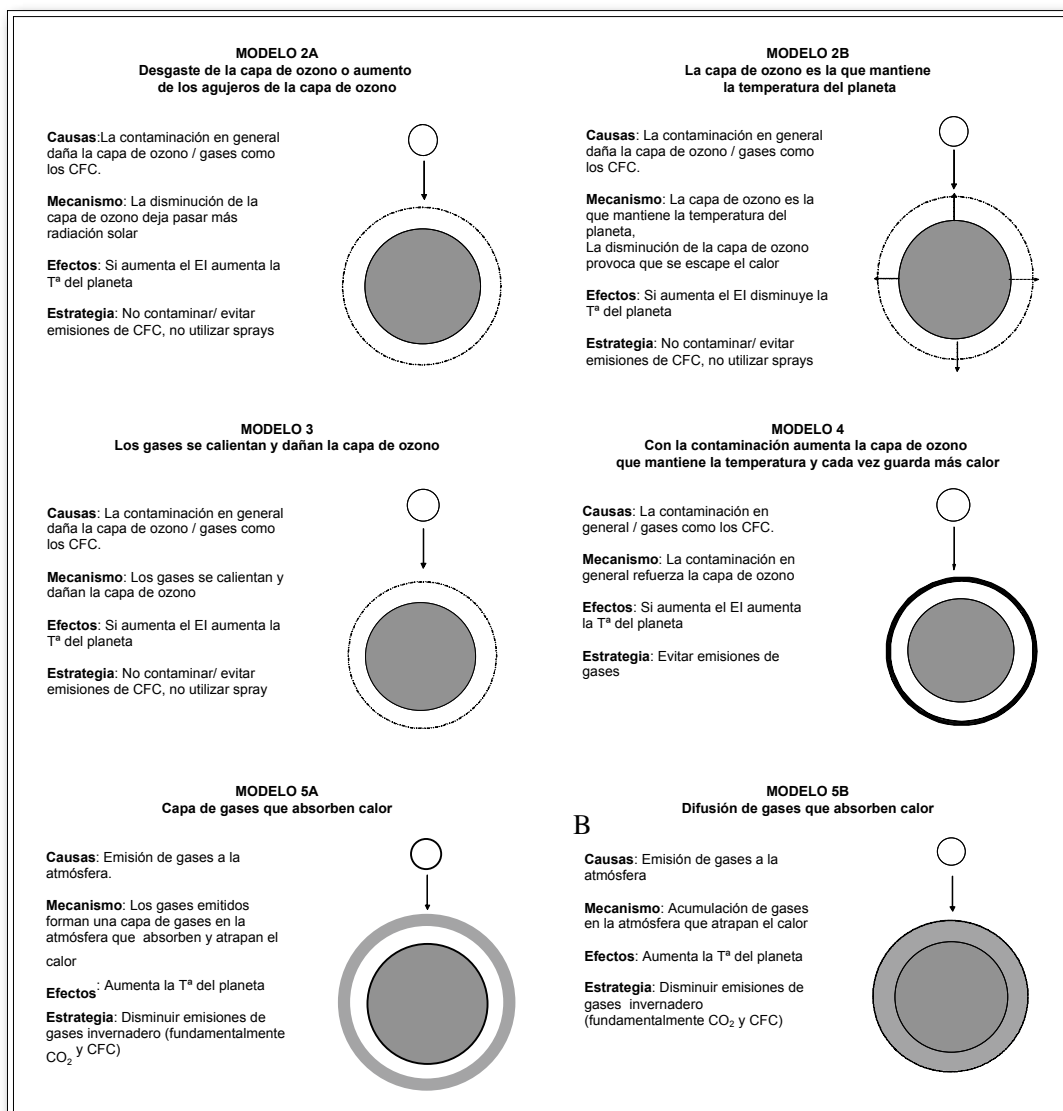 MODELO 2A
Desgaste de la capa de ozono o aumento
de los agujeros de la capa de ozono
Causas:La contaminación en general
daña la capa de ozono / gases como
los CFC.
Mecanismo: La disminución de la
capa de ozono deja pasar más
radiación solar
Efectos: Si aumenta el EI aumenta la
Tª del planeta
Estrategia: No contaminar/ evitar
emisiones de CFC, no utilizar sprays
MODELO 2B
La capa de ozono es la que mantiene
la temperatura del planeta
Causas: La contaminación en general
daña la capa de ozono / gases como
los CFC.
Mecanismo: La capa de ozono es la
que mantiene la temperatura del
planeta,
La disminución de la capa de ozono
provoca que se escape el calor
Efectos: Si aumenta el EI disminuye la
Tª del planeta
Estrategia: No contaminar/ evitar
emisiones de CFC, no utilizar sprays
MODELO 3
Los gases se calientan y dañan la capa de ozono
Causas: La contaminación en general
daña la capa de ozono / gases como
los CFC.
Mecanismo: Los gases se calientan y
dañan la capa de ozono
Efectos: Si aumenta el EI aumenta la
Tª del planeta
Estrategia: No contaminar/ evitar
emisiones de CFC, no utilizar spray
MODELO 4
Con la contaminación aumenta la capa de ozono
que mantiene la temperatura y cada vez guarda más calor
Causas: La contaminación en
general / gases como los CFC.
Mecanismo: La contaminación en
general refuerza la capa de ozono
Efectos: Si aumenta el EI aumenta
la Tª del planeta
Estrategia: Evitar emisiones de
gases
MODELO 5A
Capa de gases que absorben calor
Causas: Emisión de gases a la
atmósfera.
Mecanismo: Los gases emitidos
forman una capa de gases en la
atmósfera que absorben y atrapan el
calor
Efectos: Aumenta la Tª del planeta
Estrategia: Disminuir emisiones de
gases invernadero (fundamentalmente
CO2 y CFC)
MODELO 5B
Difusión de gases que absorben calor
B
Causas: Emisión de gases a la
atmósfera
Mecanismo: Acumulación de gases
en la atmósfera que atrapan el calor
Efectos: Aumenta la Tª del planeta
Estrategia: Disminuir emisiones de
gases invernadero
(fundamentalmente CO2 y CFC)